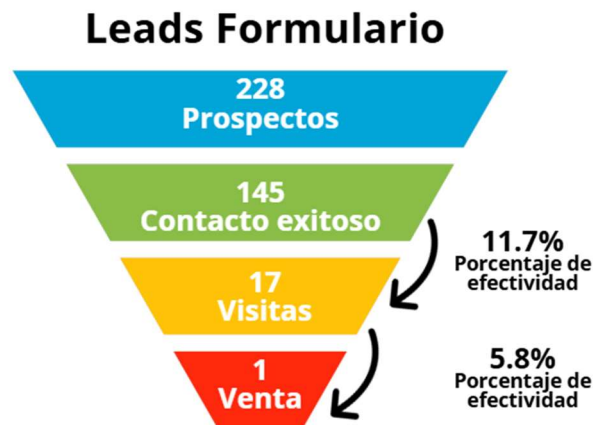 Leads Formulario
228
Prospectos
145
Contacto exitoso
11.7%
Porcentaje de
efectividad
17
Visitas
5.8%
Porcentaje de
efectividad
1
Venta